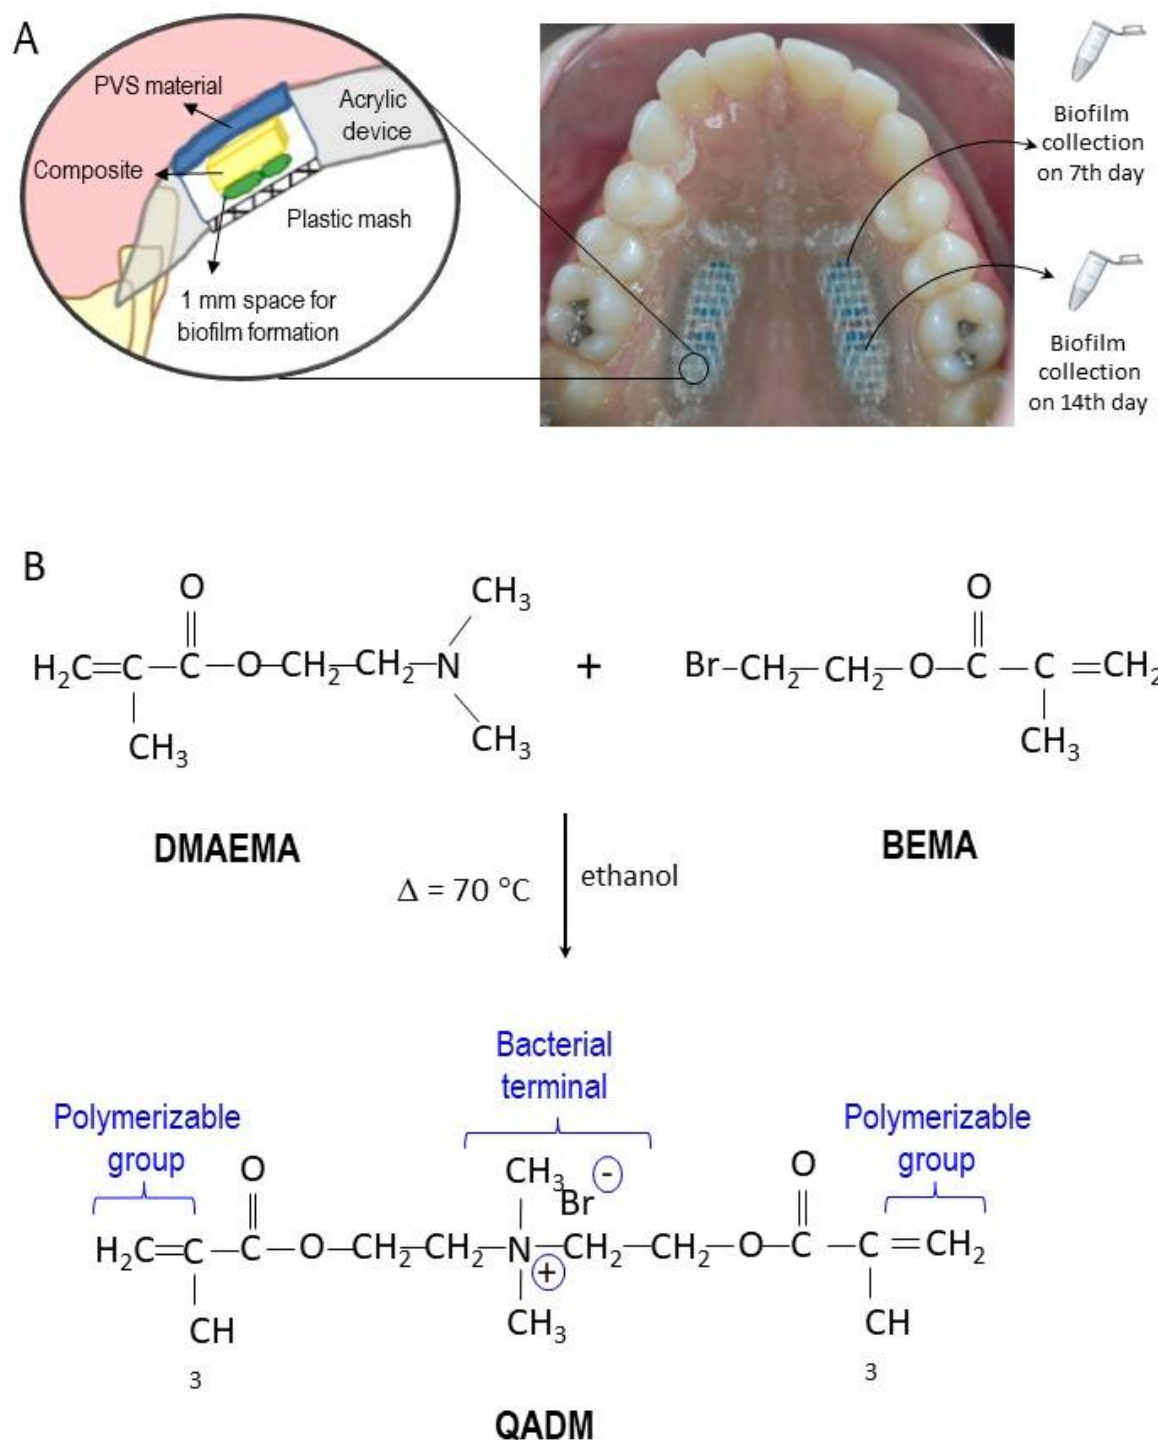 A
PVS material
Acrylic
device
Composite
Plastic mash
1 mm space for
biofilm formation
Biofilm
collection
on 7th day
Biofilm
collection
on 14th day
B
O
CH3
H2C=C—C—O—CH2—CH2—N
CH3
CH3
+
O
Br—CH2—CH2—O—C—C=CH2
CH3
DMAEMA
BEMA
Δ = 70 °C
ethanol
Bacterial
terminal
Polymerizable
group
Polymerizable
group
O
CH3
Br -
O
H2C=C—C—O—CH2—CH2—N—CH2—CH2—O—C—C=CH2
+
CH
3
CH3
CH
3
QADM